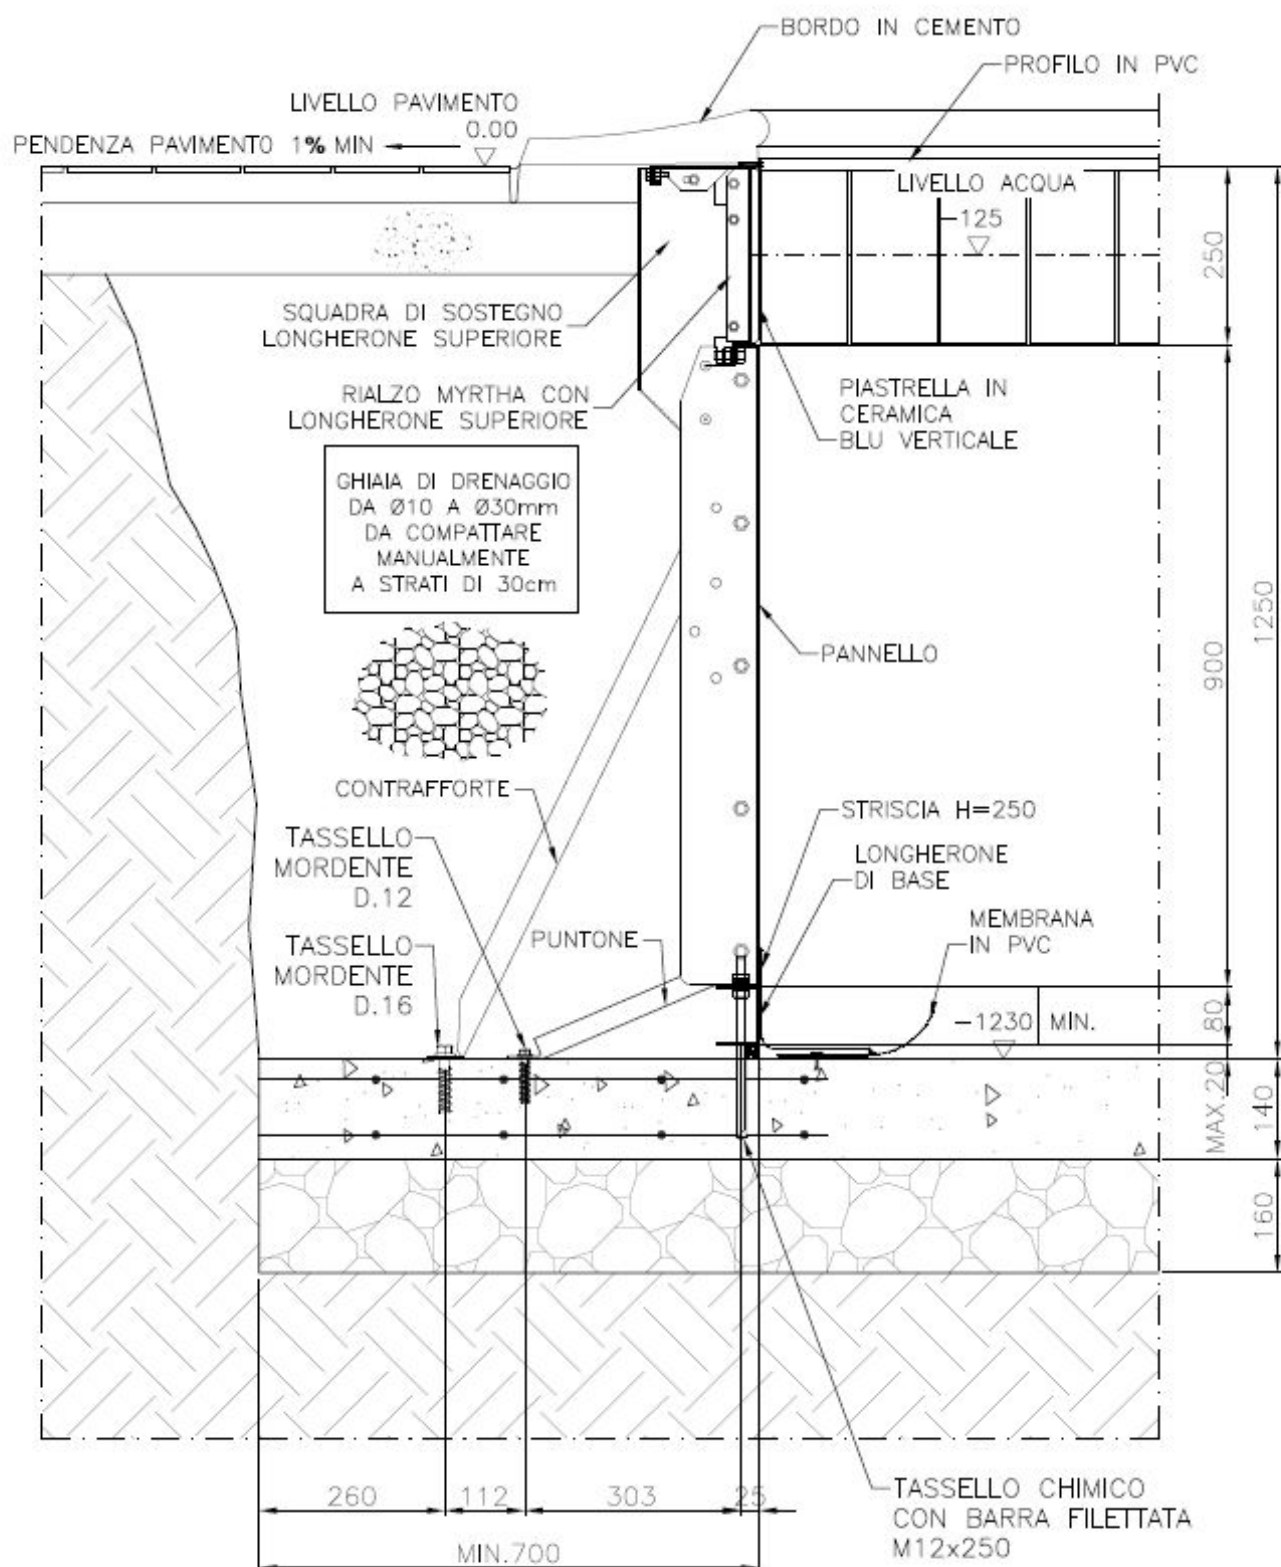 BORDO IN CEMENTO
PROFILO IN PVC
LIVELLO PAVIMENTO
0.00
PENDENZA PAVIMENTO 1% MIN
LIVELLO ACQUA
-125
250
SQUADRA DI SOSTEGNO
LONGHERONE SUPERIORE
RIALZO MYRTHA CON
LONGHERONE SUPERIORE
PIASTRELLA IN
CERAMICA
BLU VERTICALE
GHIAIA DI DRENAGGIO
DA Ø10 A Ø30mm
DA COMPATTARE
MANUALMENTE
A STRATI DI 30cm
1250
PANNELLO
900
CONTRAFFORTE
STRISCIA H=250
TASSELLO
MORDENTE
D.12
LONGHERONE
DI BASE
MEMBRANA
IN PVC
PUNTONE
TASSELLO
MORDENTE
D.16
-1230 MIN.
80
MAX.20
140
160
260
112
303
25
MIN.700
TASSELLO CHIMICO
CON BARRA FILETTATA
M12x250